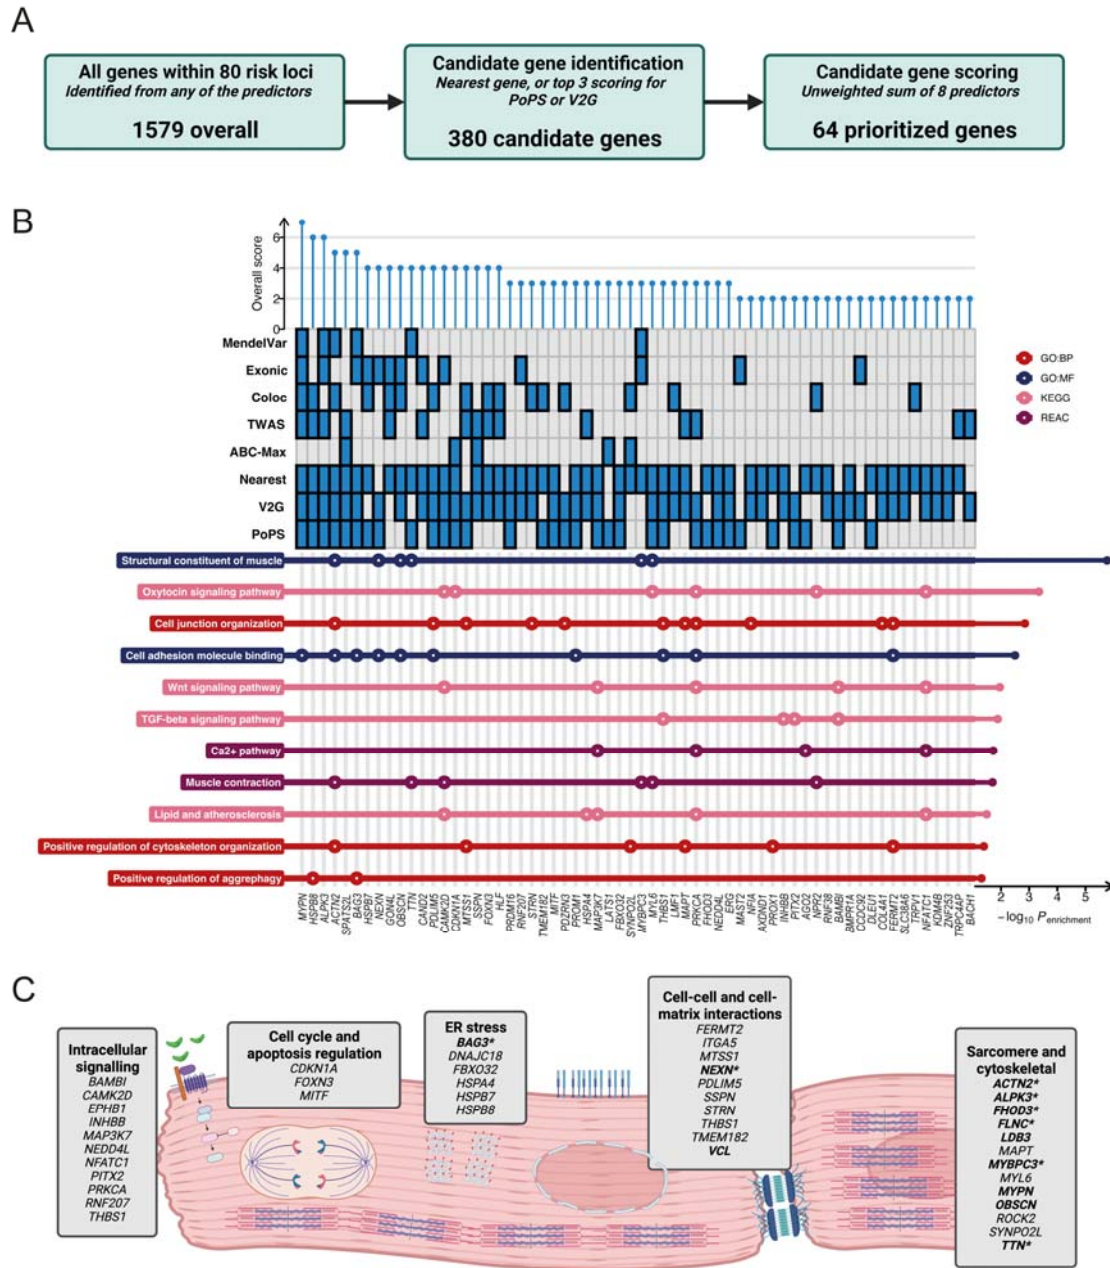 A
All genes within 80 risk loci
Identified from any of the predictors
1579 overall
Candidate gene identification
Nearest gene, or top 3 scoring for
PoPS or V2G
380 candidate genes
Candidate gene scoring
Unweighted sum of 8 predictors
64 prioritized genes
B
Overall score
6
4
2
0
MendelVar
Exonic
Coloc
TWAS
ABC-Max
Nearest
V2G
PoPS
GO:BP
GO:MF
KEGG
REAC
Structural constituent of muscle
Oxytocin signaling pathway
Cell junction organization
Cell adhesion molecule binding
Wnt signaling pathway
TGF-beta signaling pathway
Ca2+ pathway
Muscle contraction
Lipid and atherosclerosis
Positive regulation of cytoskeleton organization
Positive regulation of aggrephagy
MYPN
HSPB8
ALPK3
ACTN2
SPATS2L
BAG3
HSPB7
NEXN
GON4L
OBSCN
TTN
CAND2
PDLIM5
CAMK2D
CDKN1A
MTSS1
SPN
FOXN3
HLF
PRDM16
RNF207
STRN
TMEM182
MITF
PDZRN3
PROM1
HSPA4
MAP3K7
LATS1
FBXO32
SYNPO2L
MYBPC3
MYL6
THBS1
LMF1
MAPT
PRKCA
FHOD3
NEDD4L
ERG
MAST2
NFIA
AXDND1
PROX1
INHBB
PITX2
AGO2
NPR2
RNF38
BAMBI
BMPR1A
CCDC92
DLEU1
COL4A1
FERMT2
SLC38A6
TRPV1
NFATC1
KDM4B
ZNF253
TRPC4AP
BACH1
1 2 3 4 5
−log10 Penrichment
C
Intracellular
signalling
BAMBI
CAMK2D
EPHB1
INHBB
MAP3K7
NEDD4L
NFATC1
PITX2
PRKCA
RNF207
THBS1
Cell cycle and
apoptosis regulation
CDKN1A
FOXN3
MITF
ER stress
BAG3*
DNAJC18
FBXO32
HSPA4
HSPB7
HSPB8
Cell-cell and cell-
matrix interactions
FERMT2
ITGA5
MTSS1
NEXN*
PDLIM5
SSPN
STRN
THBS1
TMEM182
VCL
Sarcomere and
cytoskeletal
ACTN2*
ALPK3*
FHOD3*
FLNC*
LDB3
MAPT
MYBPC3*
MYL6
MYPN
OBSCN
ROCK2
SYNPO2L
TTN*